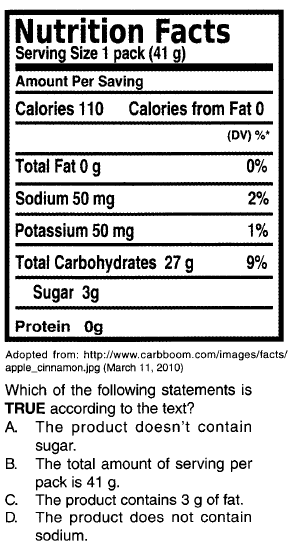 Nutrition Facts
Serving Size 1 pack (41 g)
Amount Per Saving
Calories 110 Calories from Fat 0
(DV) %*
Total Fat 0 g 0%
Sodium 50 mg 2%
Potassium 50 mg 1%
Total Carbohydrates 27 g 9%
Sugar 3g
Protein 0g
Adopted from: http://www.carbboom.com/images/facts/
apple_cinnamon.jpg (March 11, 2010)
Which of the following statements is
TRUE according to the text?
A. The product doesn't contain
sugar.
B. The total amount of serving per
pack is 41 g.
C. The product contains 3 g of fat.
D. The product does not contain
sodium.